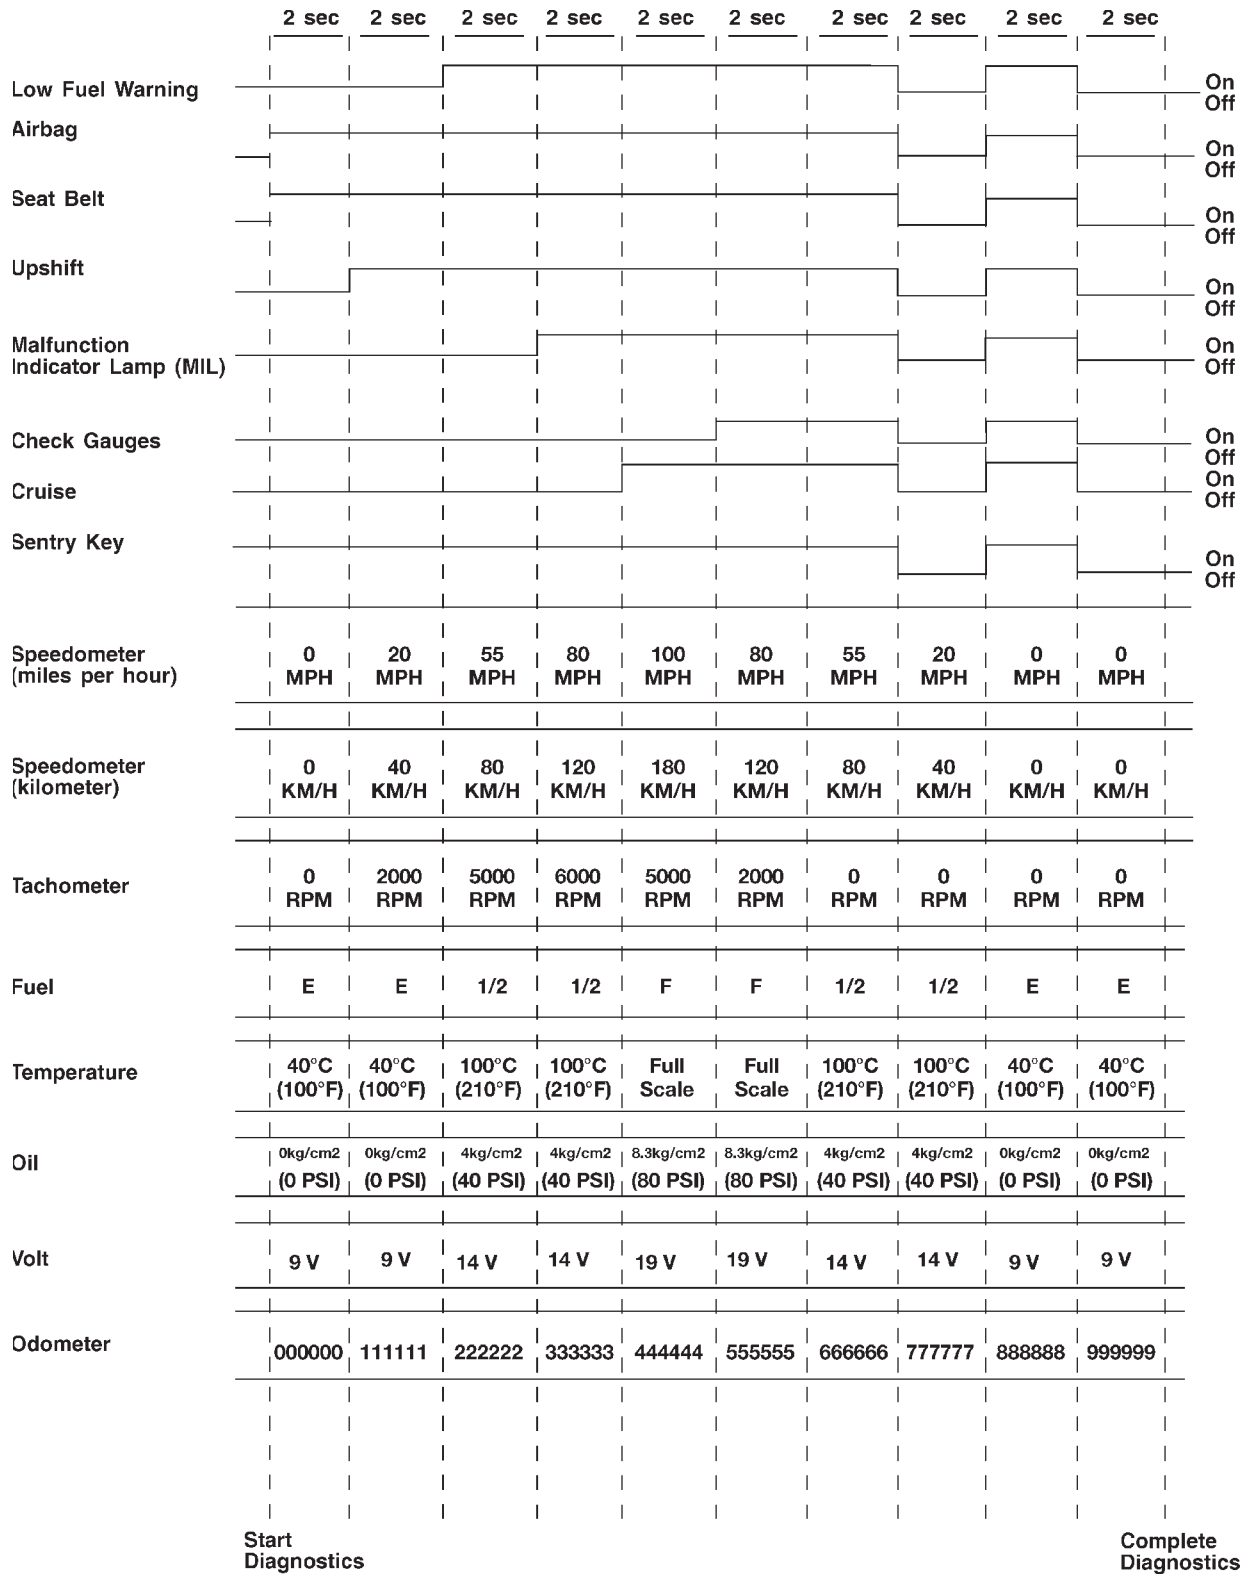 2 sec 2 sec 2 sec 2 sec 2 sec 2 sec 2 sec 2 sec 2 sec 2 sec
Low Fuel Warning
On
Off
Airbag
On
Off
Seat Belt
On
Off
Upshift
On
Off
Malfunction
Indicator Lamp (MIL)
On
Off
Check Gauges
On
Off
Cruise
On
Off
Sentry Key
On
Off
Speedometer
(miles per hour)
0 20 55 80 100 80 55 20 0 0
MPH MPH MPH MPH MPH MPH MPH MPH MPH MPH
Speedometer
(kilometer)
0 40 80 120 180 120 80 40 0 0
KM/H KM/H KM/H KM/H KM/H KM/H KM/H KM/H KM/H KM/H
Tachometer
0 2000 5000 6000 5000 2000 0 0 0 0
RPM RPM RPM RPM RPM RPM RPM RPM RPM RPM
Fuel E E 1/2 1/2 F F 1/2 1/2 E E
Temperature
40°C 40°C 100°C 100°C Full Full 100°C 100°C 40°C 40°C
(100°F) (100°F) (210°F) (210°F) Scale Scale (210°F) (210°F) (100°F) (100°F)
Oil
0kg/cm2 0kg/cm2 4kg/cm2 4kg/cm2 8.3kg/cm2 8.3kg/cm2 4kg/cm2 4kg/cm2 0kg/cm2 0kg/cm2
(0 PSI) (0 PSI) (40 PSI) (40 PSI) (80 PSI) (80 PSI) (40 PSI) (40 PSI) (0 PSI) (0 PSI)
Volt 9 V 9 V 14 V 14 V 19 V 19 V 14 V 14 V 9 V 9 V
Odometer 000000 111111 222222 333333 444444 555555 666666 777777 888888 999999
Start
Diagnostics
Complete
Diagnostics